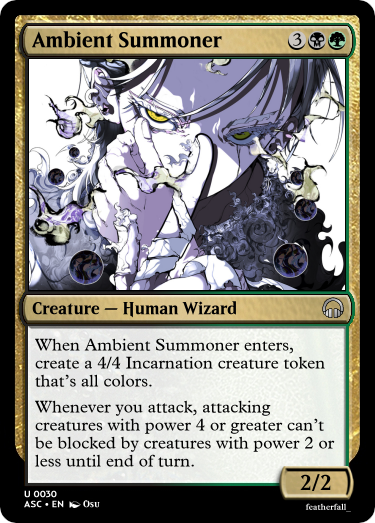 Ambient Summoner 3
Creature — Human Wizard
When Ambient Summoner enters,
create a 4/4 Incarnation creature token
that's all colors.
Whenever you attack, attacking
creatures with power 4 or greater can't
be blocked by creatures with power 2 or
less until end of turn.
2/2
U 0030
ASC • EN Osu
featherfall_